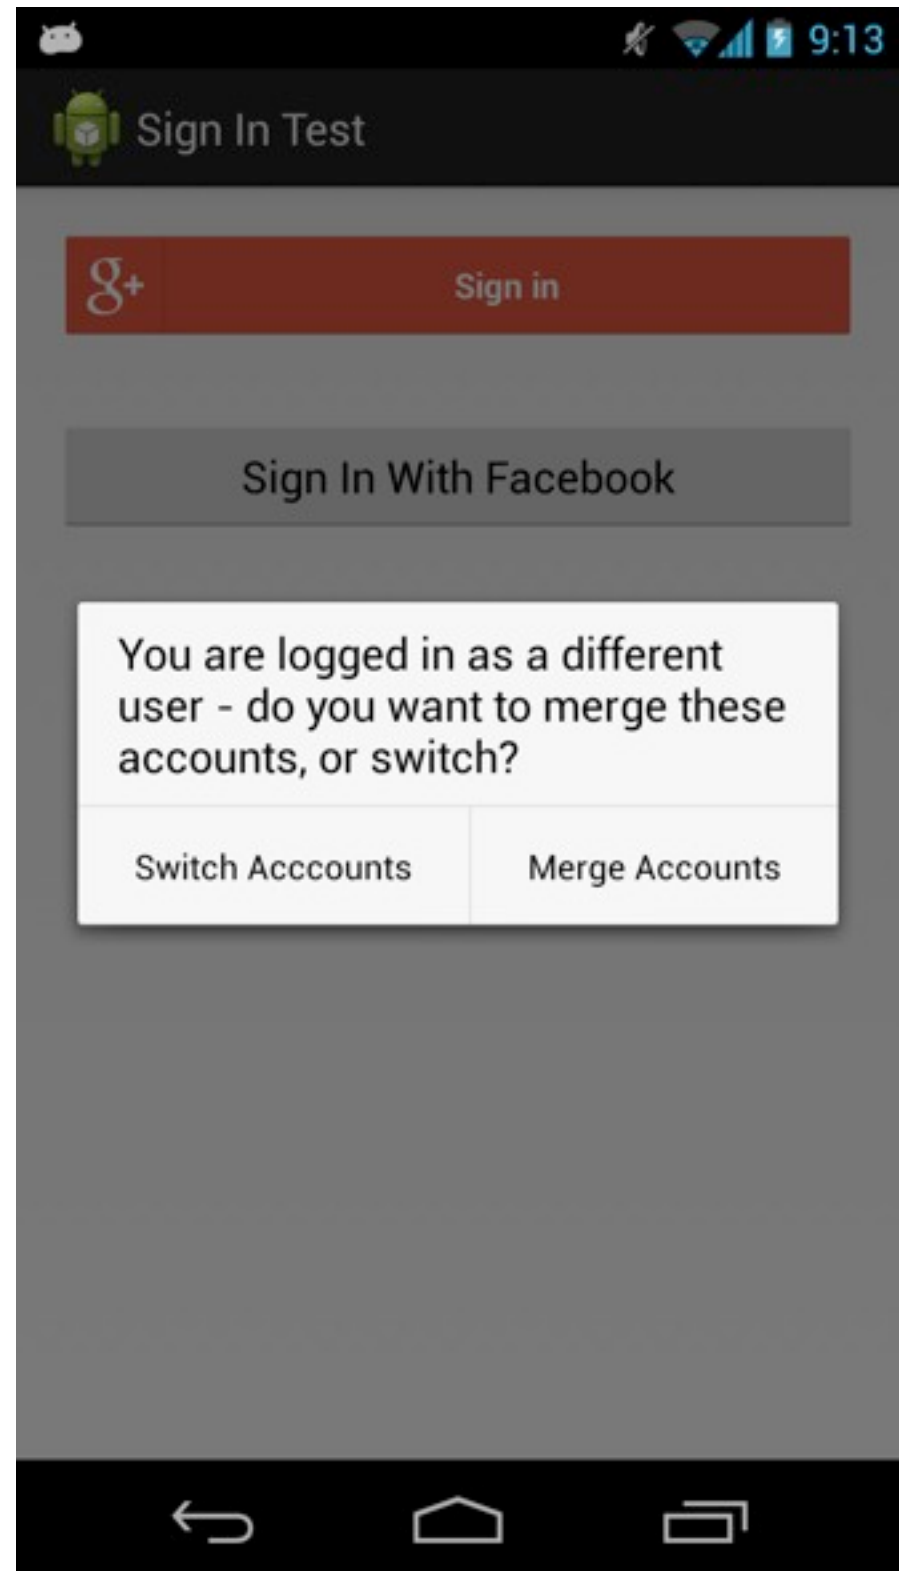 9:13
Sign In Test
g+ Sign in
Sign In With Facebook
You are logged in as a different
user - do you want to merge these
accounts, or switch?
Switch Acccounts Merge Accounts